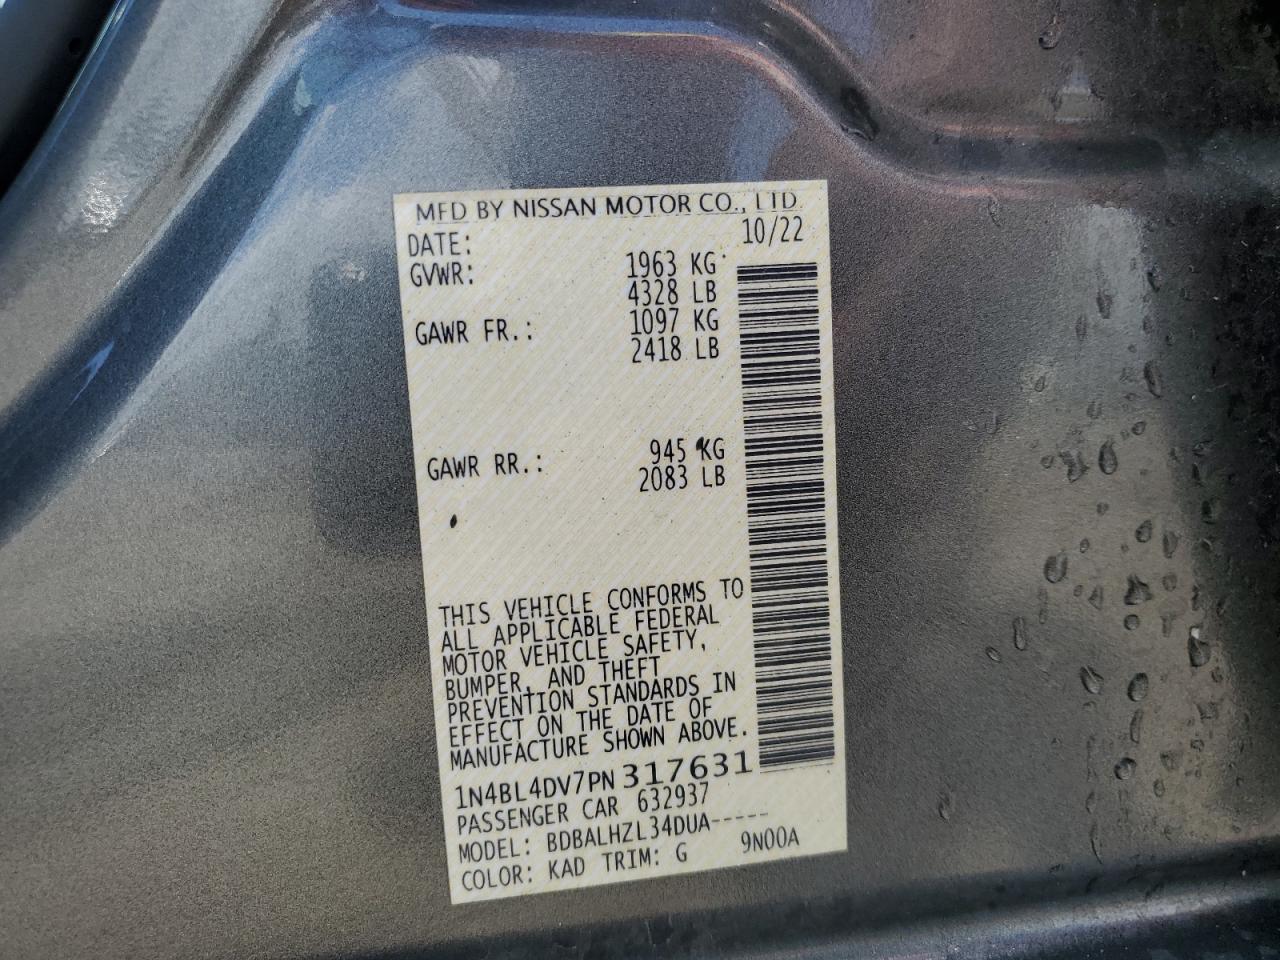 MFD BY NISSAN MOTOR CO., LTD.
DATE: 10/22
GVWR: 1963 KG
4328 LB
GAWR FR.: 1097 KG
2418 LB
GAWR RR.: 945 KG
2083 LB
THIS VEHICLE CONFORMS TO
ALL APPLICABLE FEDERAL
MOTOR VEHICLE SAFETY,
BUMPER, AND THEFT
PREVENTION STANDARDS IN
EFFECT ON THE DATE OF
MANUFACTURE SHOWN ABOVE.
1N4BL4DV7PN317631
PASSENGER CAR 632937
MODEL: BDBALHZL34DUA-----
COLOR: KAD TRIM: G 9N00A